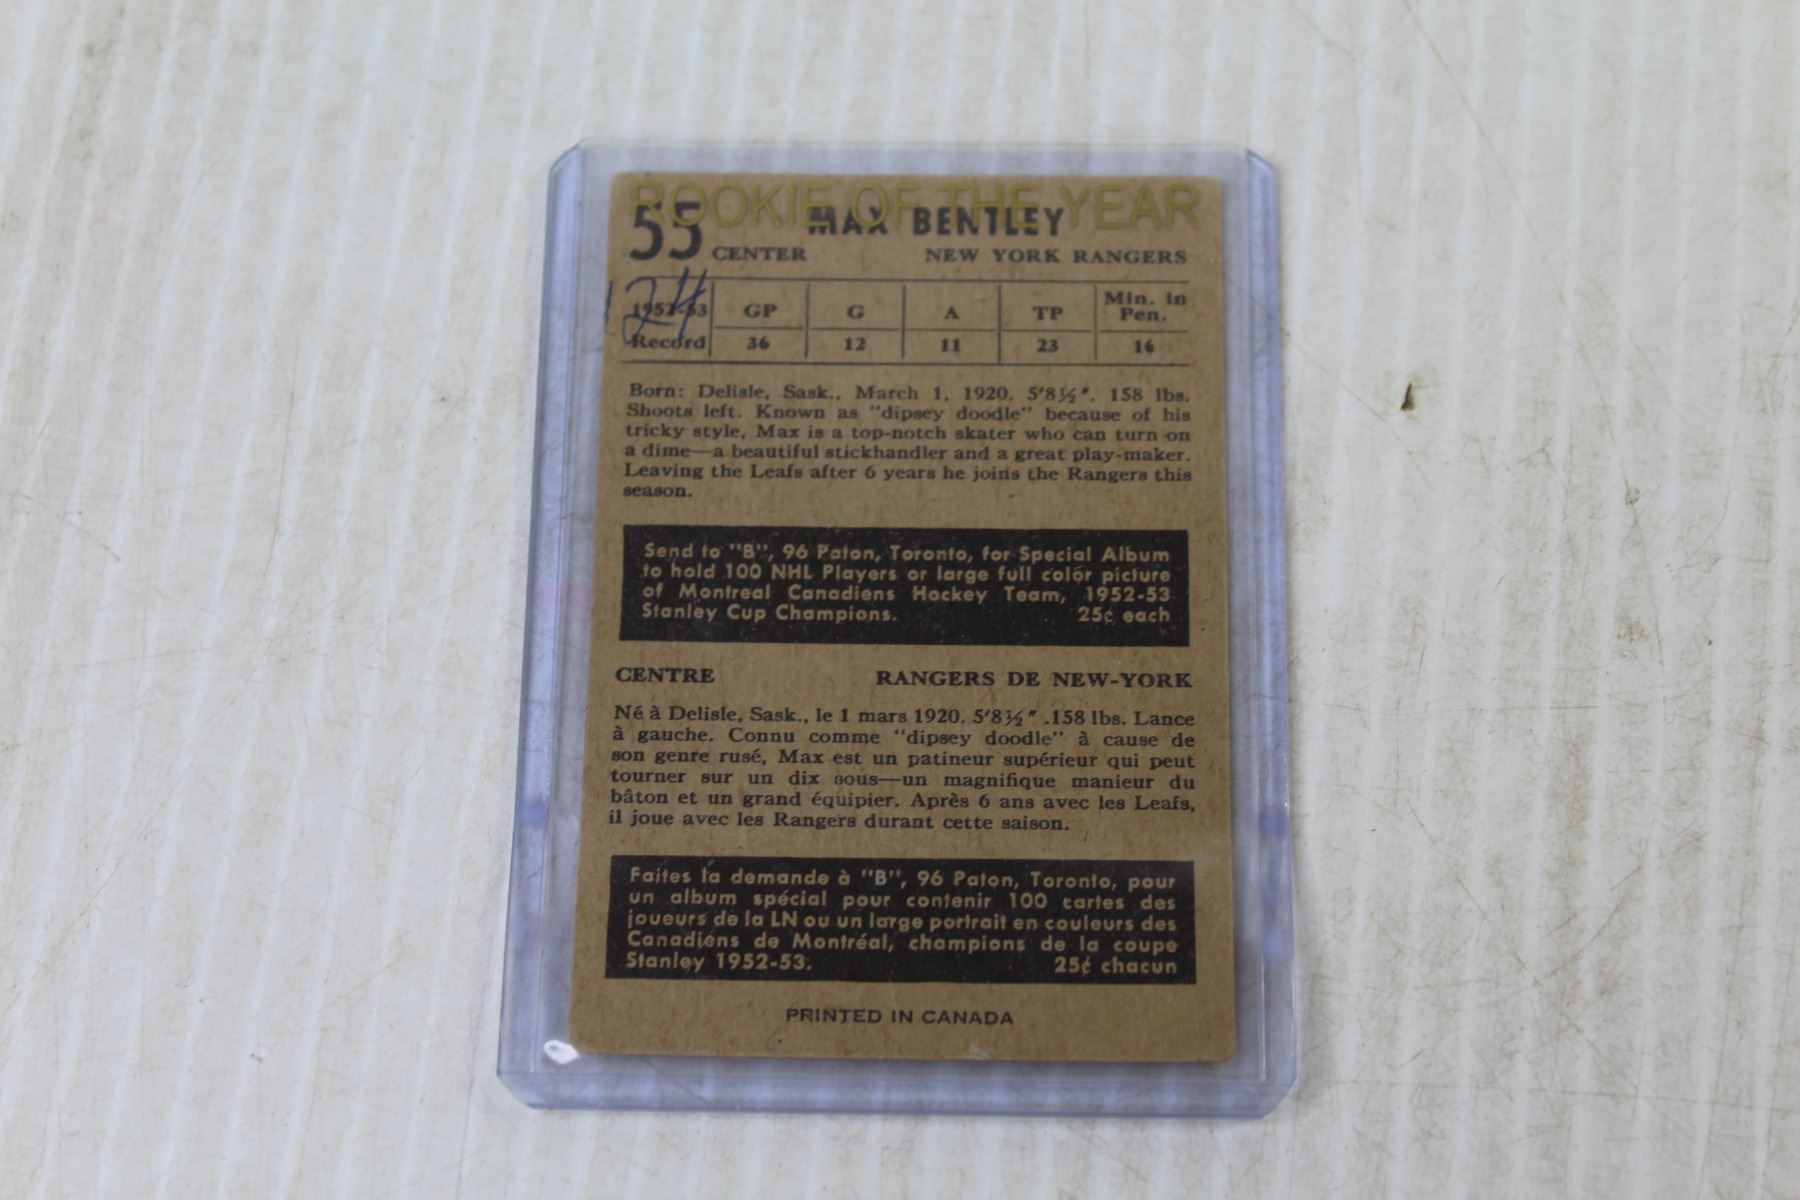 ROOKIE OF THE YEAR
55 MAX BENTLEY
CENTER NEW YORK RANGERS
124
1952-53 Record GP G A TP Min. in Pen.
36 12 11 23 16
Born: Delisle, Sask., March 1, 1920. 5'8½". 158 lbs.
Shoots left. Known as "dipsey doodle" because of his
tricky style, Max is a top-notch skater who can turn on
a dime—a beautiful stickhandler and a great play-maker.
Leaving the Leafs after 6 years he joins the Rangers this
season.
Send to "B", 96 Paton, Toronto, for Special Album
to hold 100 NHL Players or large full color picture
of Montreal Canadiens Hockey Team, 1952-53
Stanley Cup Champions. 25¢ each
CENTRE RANGERS DE NEW-YORK
Né à Delisle, Sask., le 1 mars 1920. 5'8½" .158 lbs. Lance
à gauche. Connu comme "dipsey doodle" à cause de
son genre rusé, Max est un patineur supérieur qui peut
tourner sur un dix sous—un magnifique manieur du
bâton et un grand équipier. Après 6 ans avec les Leafs,
il joue avec les Rangers durant cette saison.
Faites la demande à "B", 96 Paton, Toronto, pour
un album spécial pour contenir 100 cartes des
joueurs de la LN ou un large portrait en couleurs des
Canadiens de Montréal, champions de la coupe
Stanley 1952-53. 25¢ chacun
PRINTED IN CANADA